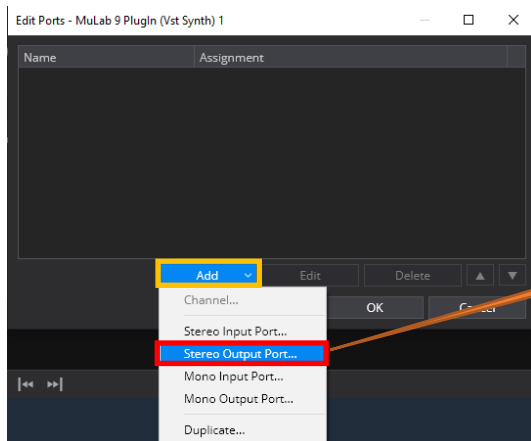 Edit Ports - MuLab 9 PlugIn (Vst Synth) 1
Name Assignment
Add Edit Delete
Channel...
OK Cancel
Stereo Input Port...
Stereo Output Port...
Mono Input Port...
Mono Output Port...
Duplicate...